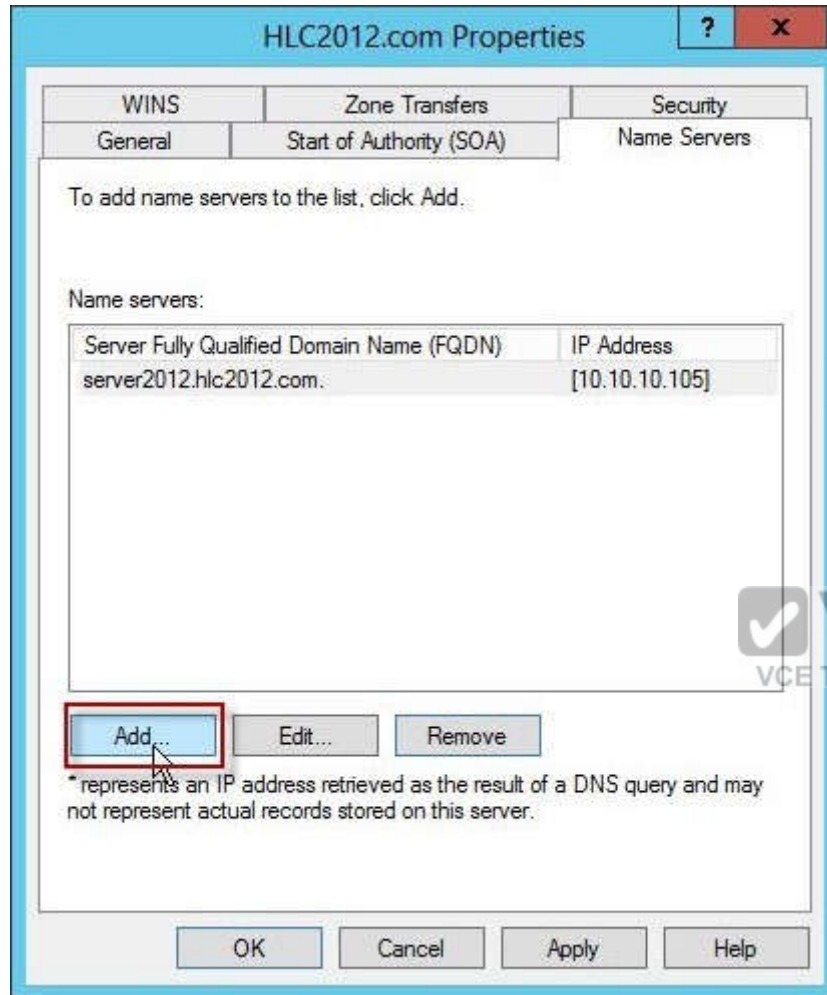 HLC2012.com Properties
?
x
WINS
Zone Transfers
Security
General
Start of Authority (SOA)
Name Servers
To add name servers to the list, click Add.
Name servers:
Server Fully Qualified Domain Name (FQDN)
IP Address
server2012.hlc2012.com.
[10.10.10.105]
VCE
Add...
Edit...
Remove
* represents an IP address retrieved as the result of a DNS query and may
not represent actual records stored on this server.
OK
Cancel
Apply
Help